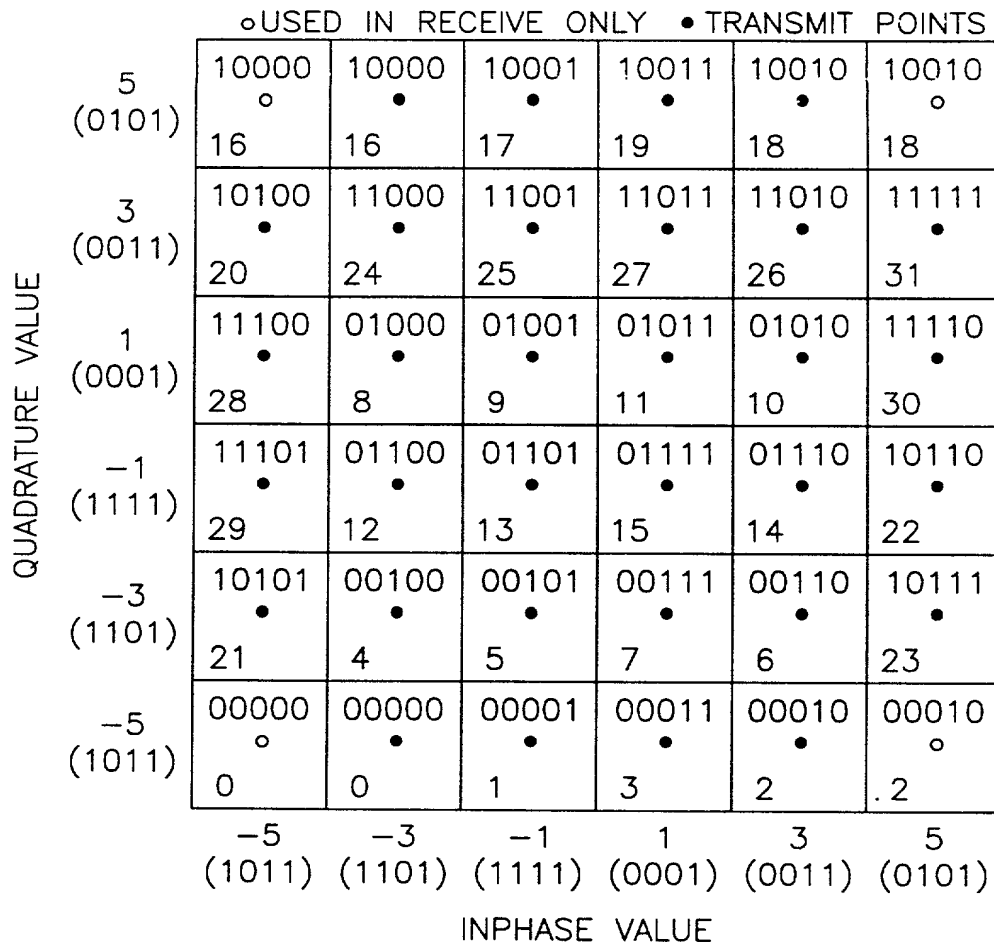 ○USED IN RECEIVE ONLY ●TRANSMIT POINTS
QUADRATURE VALUE
5
(0101)
10000 10000 10001 10011 10010 10010
16 16 17 19 18 18
3
(0011)
10100 11000 11001 11011 11010 11111
20 24 25 27 26 31
1
(0001)
11100 01000 01001 01011 01010 11110
28 8 9 11 10 30
-1
(1111)
11101 01100 01101 01111 01110 10110
29 12 13 15 14 22
-3
(1101)
10101 00100 00101 00111 00110 10111
21 4 5 7 6 23
-5
(1011)
00000 00000 00001 00011 00010 00010
0 0 1 3 2 .2
-5 -3 -1 1 3 5
(1011) (1101) (1111) (0001) (0011) (0101)
INPHASE VALUE